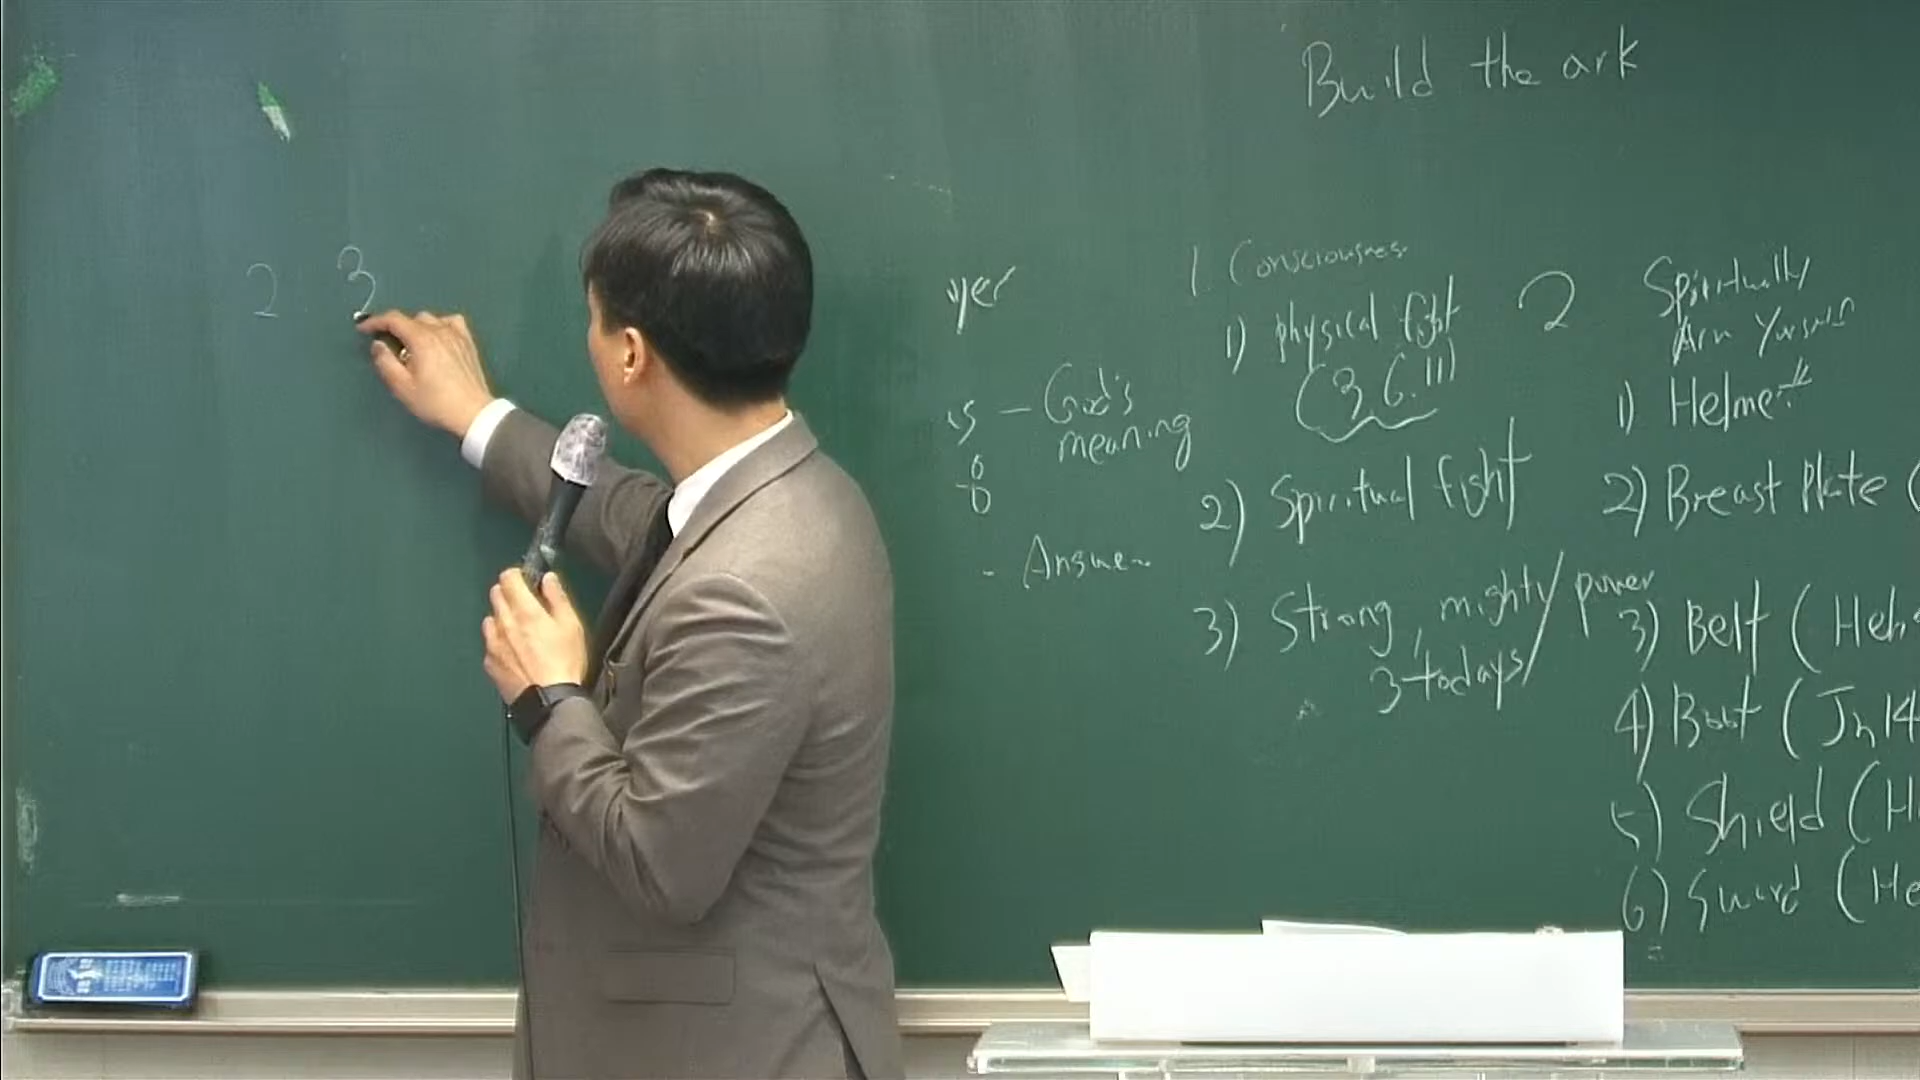 Build the ark
2 3
yer
s - God's
meaning
- Answer
1. Consciousness
1) physical fight
(3, 6, 11)
2) Spiritual fight
3) Strong, mighty / power
3 todays /
2 Spiritually
Arm
1) Helmet
2) Breast Plate (
3) Belt (Heb
4) Boot (Jn 14
5) Shield (H
6) Sword (He